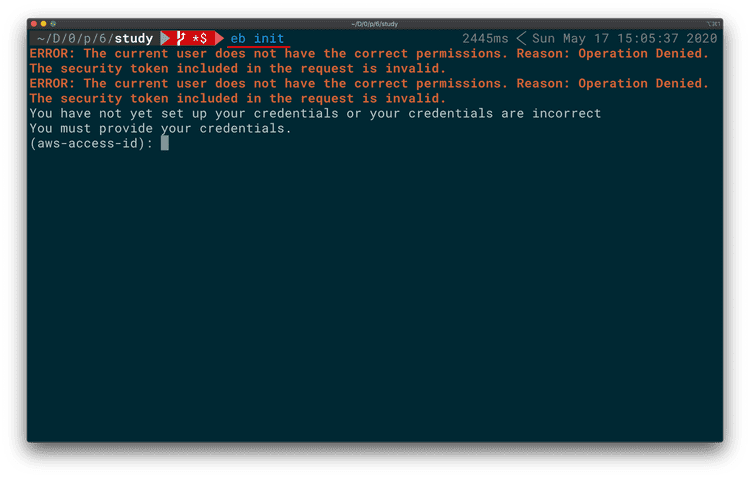 ~/D/0/p/6/study
~/D/0/p/6/study *$ eb init 2445ms < Sun May 17 15:05:37 2020
ERROR: The current user does not have the correct permissions. Reason: Operation Denied.
The security token included in the request is invalid.
ERROR: The current user does not have the correct permissions. Reason: Operation Denied.
The security token included in the request is invalid.
You have not yet set up your credentials or your credentials are incorrect
You must provide your credentials.
(aws-access-id):